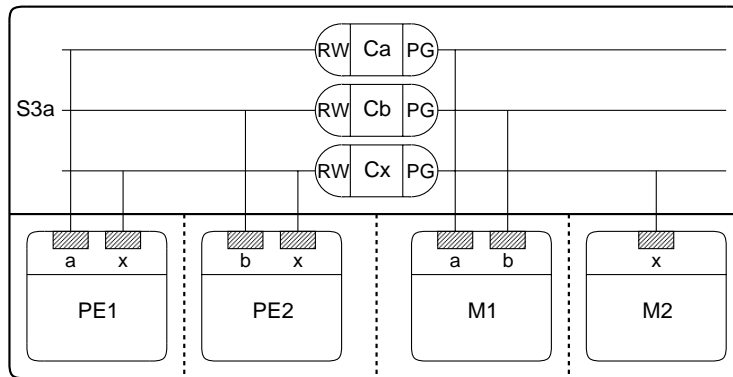 RW Ca PG
S3a RW Cb PG
RW Cx PG
a x b x a b x
PE1 PE2 M1 M2